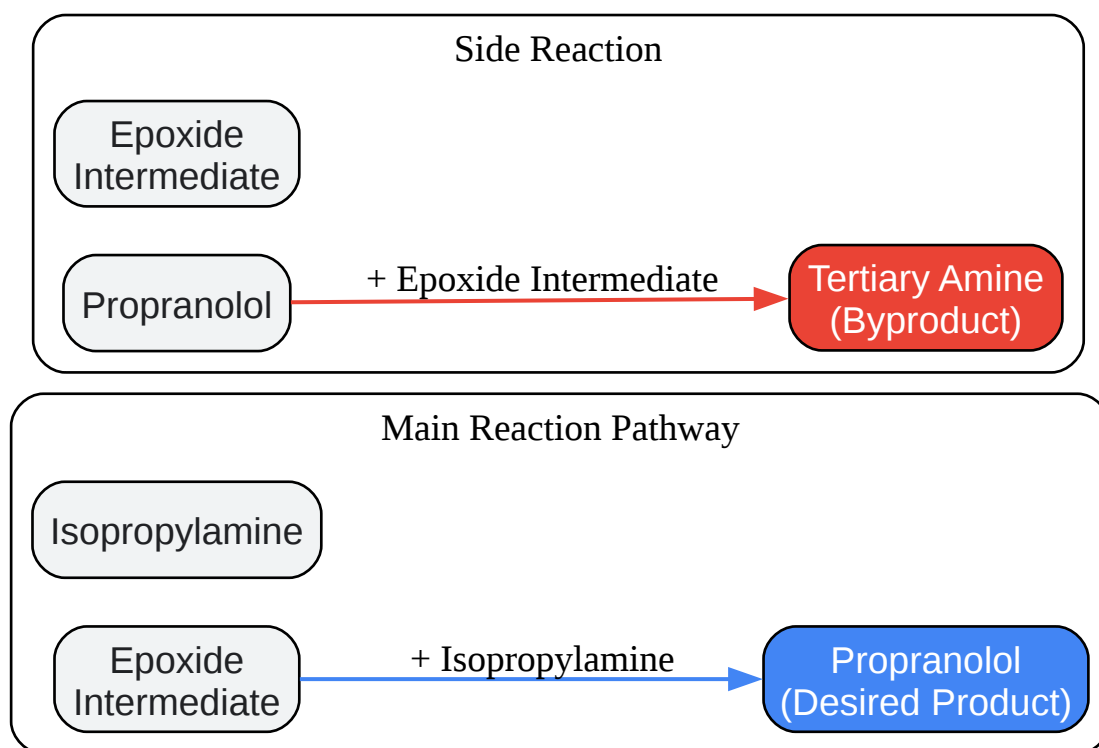 Side Reaction
Epoxide
Intermediate
Propranolol
+ Epoxide Intermediate
Tertiary Amine
(Byproduct)
Main Reaction Pathway
Isopropylamine
Epoxide
Intermediate
+ Isopropylamine
Propranolol
(Desired Product)